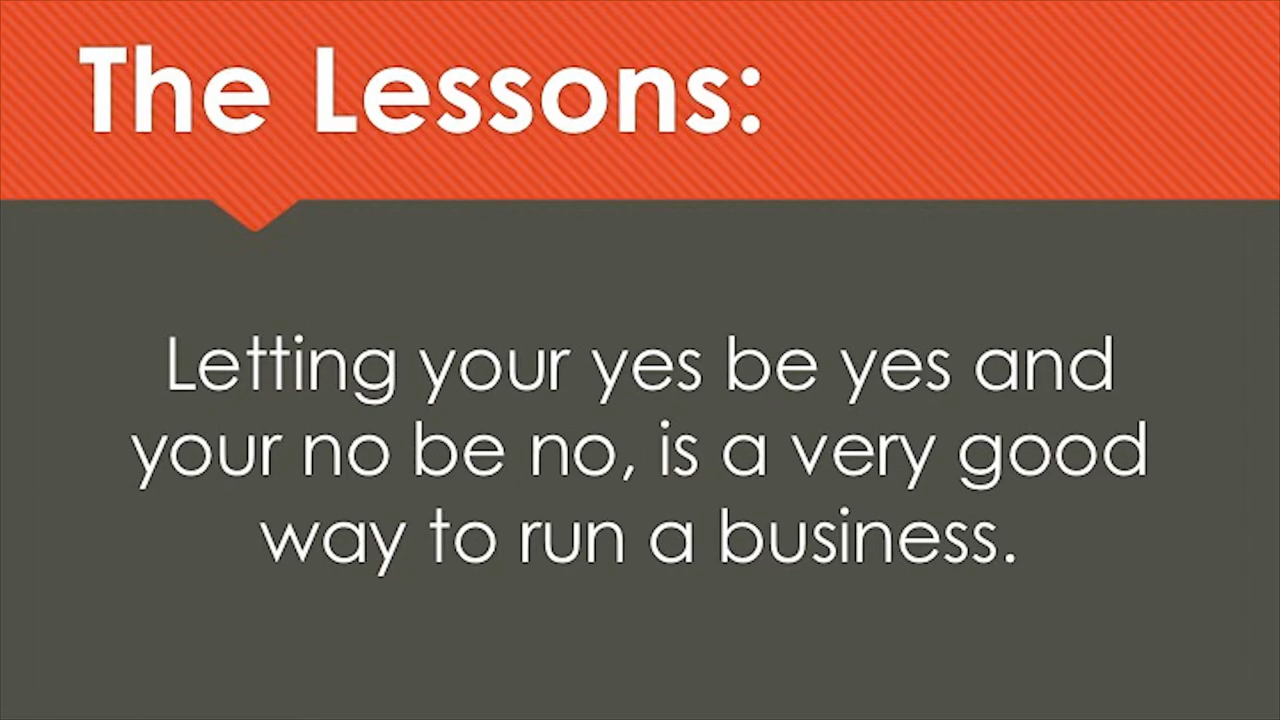 The Lessons:
Letting your yes be yes and
your no be no, is a very good
way to run a business.